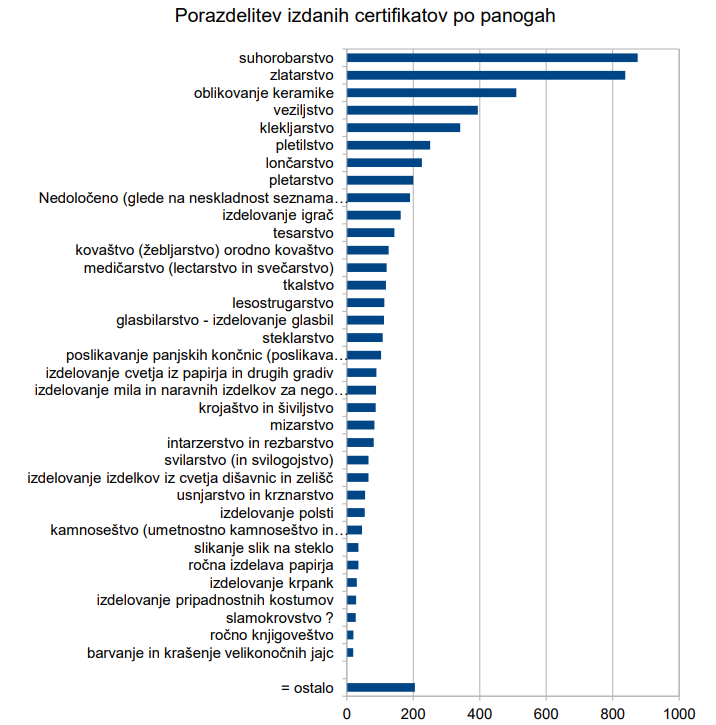 Porazdelitev izdanih certifikatov po panogah
suhorobarstvo
zlatarstvo
oblikovanje keramike
veziljstvo
klekljarstvo
pletilstvo
lončarstvo
pletarstvo
Nedoločeno (glede na neskladnost seznama…
izdelovanje igrač
tesarstvo
kovaštvo (žebljarstvo) orodno kovaštvo
medičarstvo (lectarstvo in svečarstvo)
tkalstvo
lesostrugarstvo
glasbilarstvo - izdelovanje glasbil
steklarstvo
poslikavanje panjskih končnic (poslikava…
izdelovanje cvetja iz papirja in drugih gradiv
izdelovanje mila in naravnih izdelkov za nego…
krojaštvo in šiviljstvo
mizarstvo
intarzerstvo in rezbarstvo
svilarstvo (in svilogojstvo)
izdelovanje izdelkov iz cvetja dišavnic in zelišč
usnjarstvo in krznarstvo
izdelovanje polsti
kamnoseštvo (umetnostno kamnoseštvo in…
slikanje slik na steklo
ročna izdelava papirja
izdelovanje krpank
izdelovanje pripadnostnih kostumov
slamokrovstvo ?
ročno knjigoveštvo
barvanje in krašenje velikonočnih jajc
= ostalo
0 200 400 600 800 1000